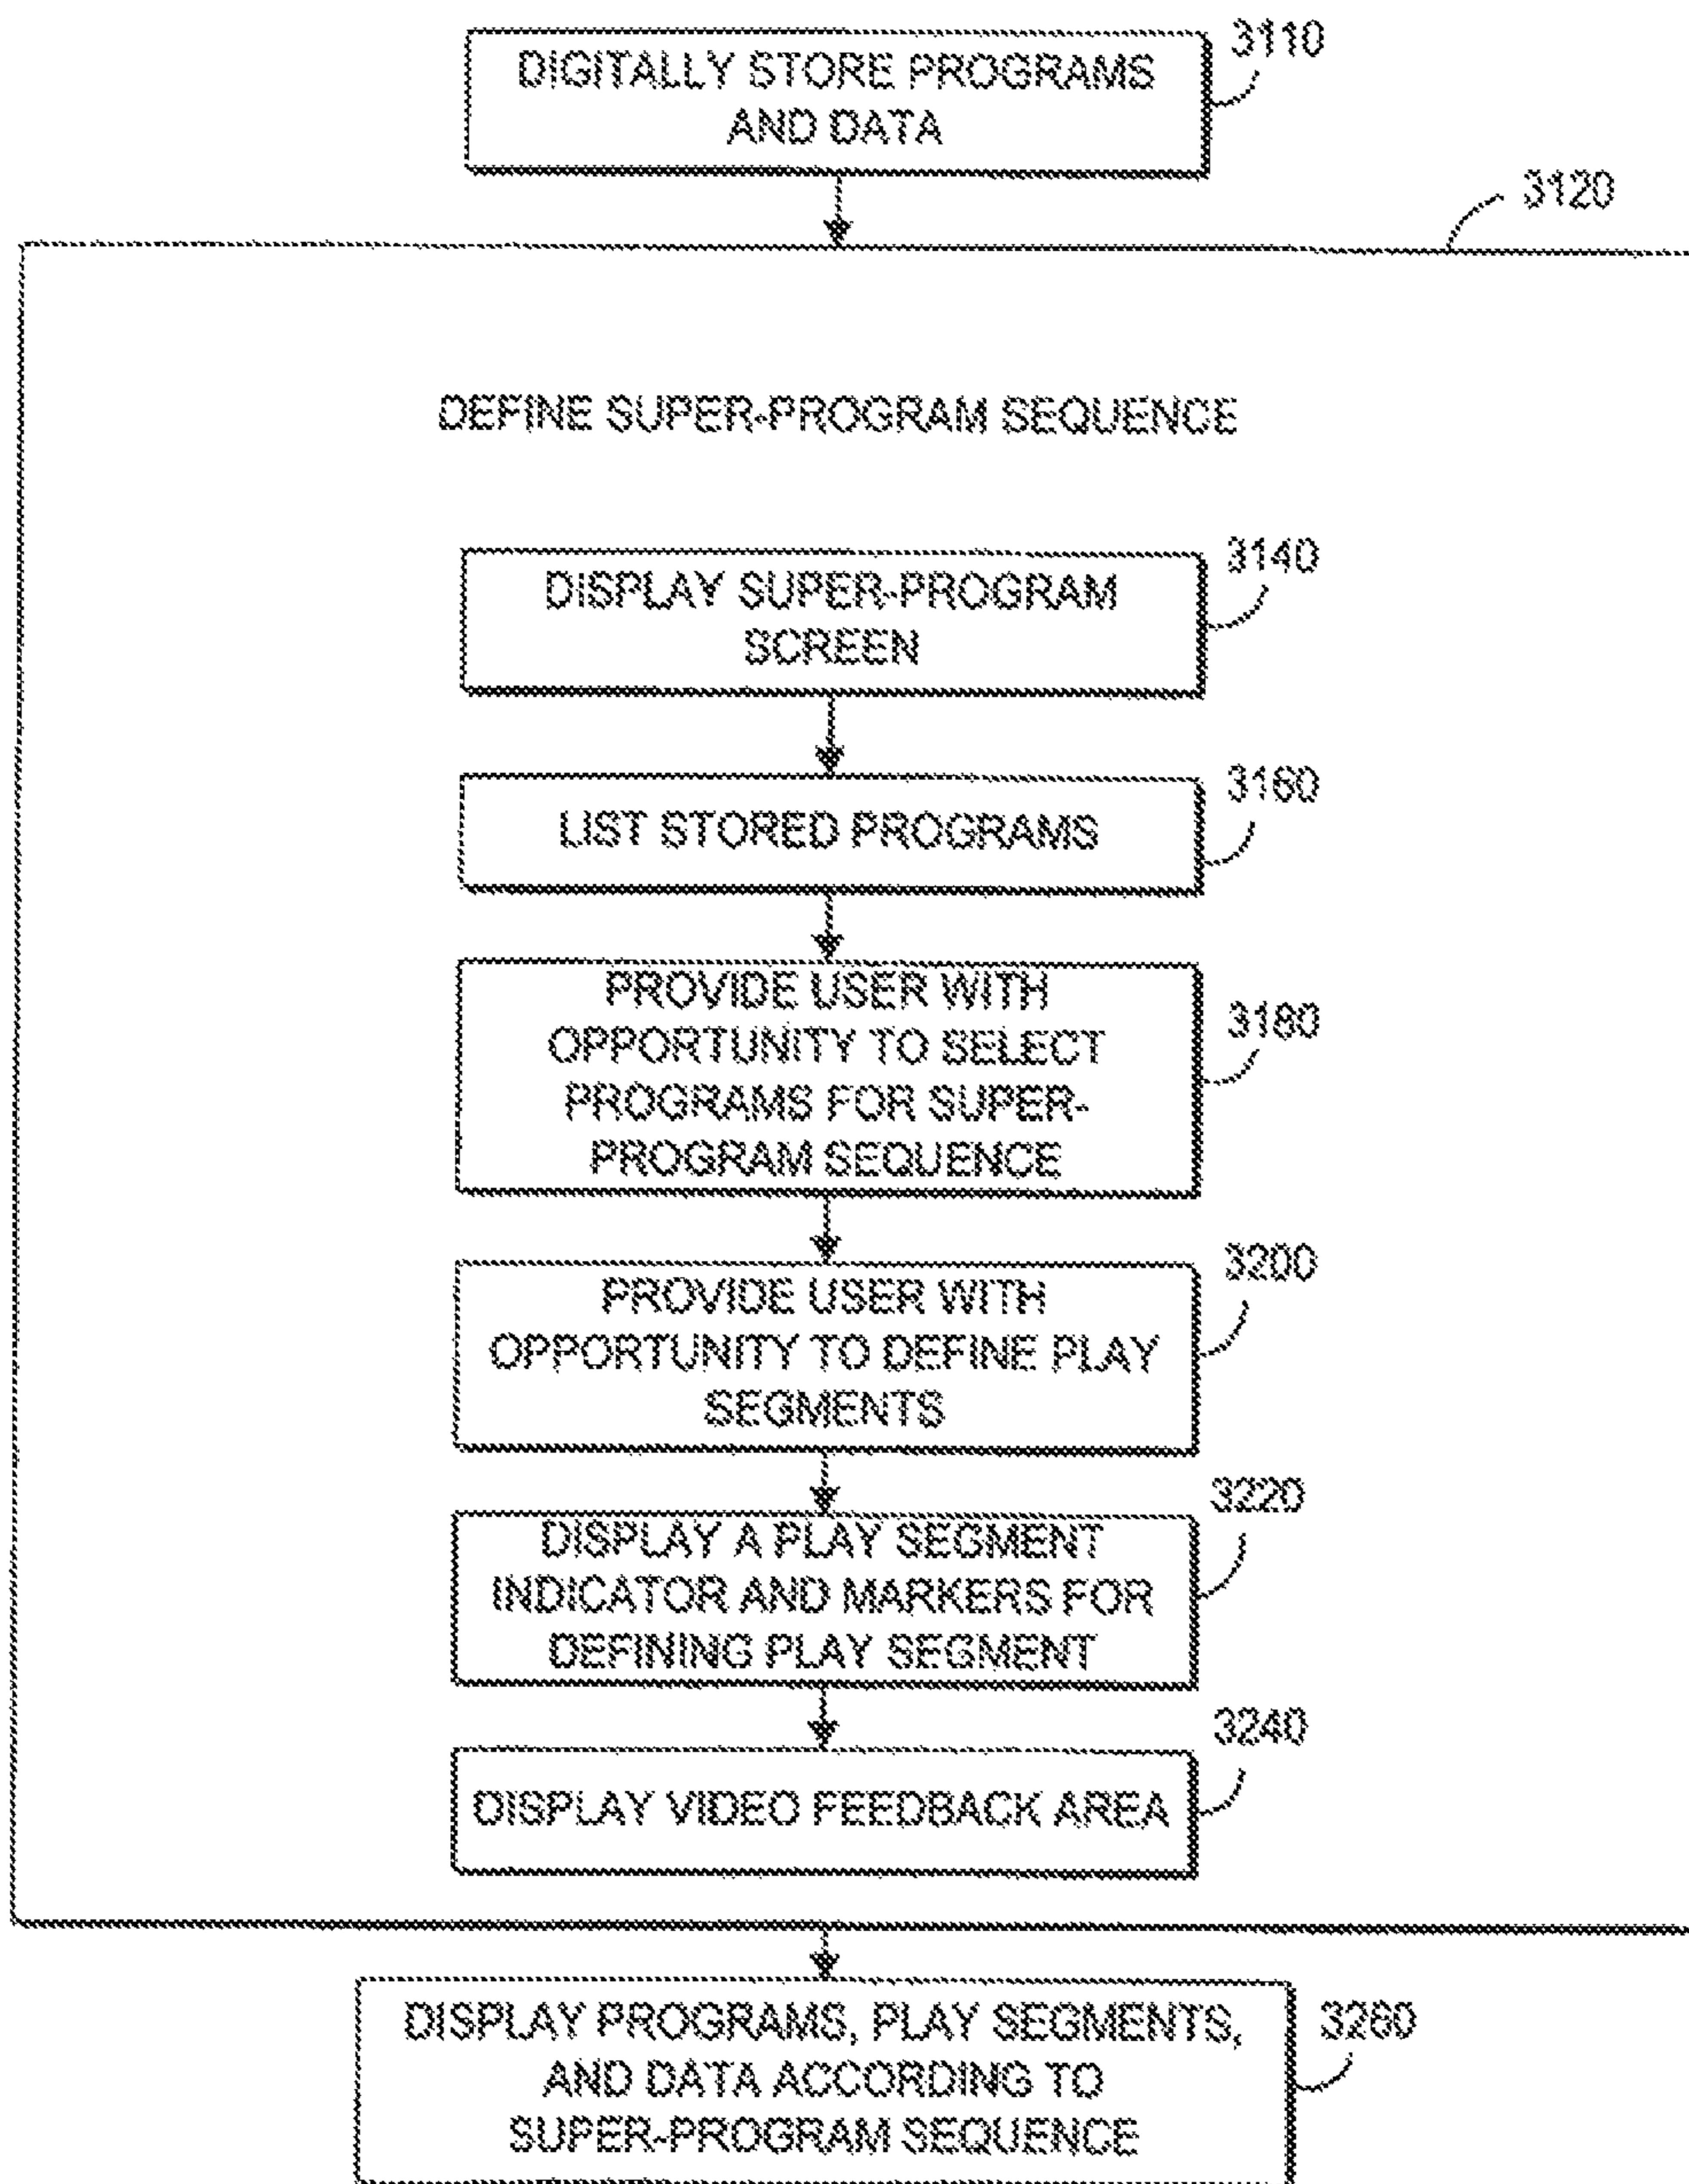 DIGITALLY STORE PROGRAMS
AND DATA
3110
3120
DEFINE SUPER-PROGRAM SEQUENCE
DISPLAY SUPER-PROGRAM
SCREEN
3140
LIST STORED PROGRAMS
3160
PROVIDE USER WITH
OPPORTUNITY TO SELECT
PROGRAMS FOR SUPER-
PROGRAM SEQUENCE
3180
PROVIDE USER WITH
OPPORTUNITY TO DEFINE PLAY
SEGMENTS
3200
DISPLAY A PLAY SEGMENT
INDICATOR AND MARKERS FOR
DEFINING PLAY SEGMENT
3220
DISPLAY VIDEO FEEDBACK AREA
3240
DISPLAY PROGRAMS, PLAY SEGMENTS,
AND DATA ACCORDING TO
SUPER-PROGRAM SEQUENCE
3260